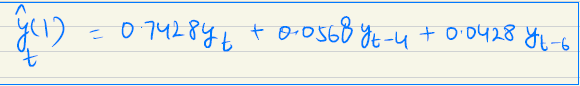 ŷ_t(1) = 0.7428 y_t + 0.0568 y_{t-4} + 0.0428 y_{t-6}